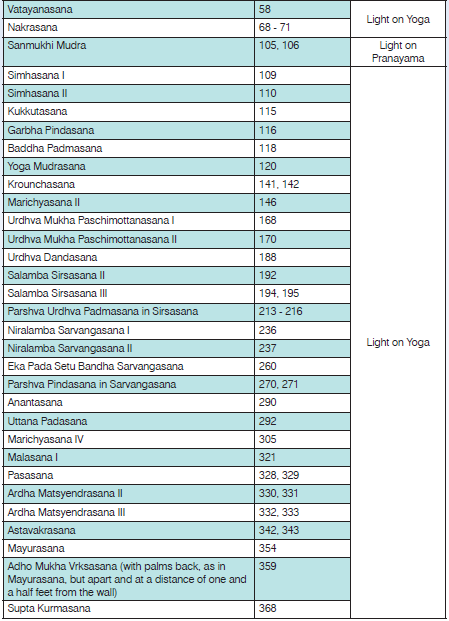 Vatayanasana 58 Light on Yoga
Nakrasana 68 - 71
Sanmukhi Mudra 105, 106 Light on
Pranayama
Simhasana I 109
Simhasana II 110
Kukkutasana 115
Garbha Pindasana 116
Baddha Padmasana 118
Yoga Mudrasana 120
Krounchasana 141, 142
Marichyasana II 146
Urdhva Mukha Paschimottanasana I 168
Urdhva Mukha Paschimottanasana II 170
Urdhva Dandasana 188
Salamba Sirsasana II 192
Salamba Sirsasana III 194, 195
Parshva Urdhva Padmasana in Sirsasana 213 - 216
Niralamba Sarvangasana I 236
Niralamba Sarvangasana II 237 Light on Yoga
Eka Pada Setu Bandha Sarvangasana 260
Parshva Pindasana in Sarvangasana 270, 271
Anantasana 290
Uttana Padasana 292
Marichyasana IV 305
Malasana I 321
Pasasana 328, 329
Ardha Matsyendrasana II 330, 331
Ardha Matsyendrasana III 332, 333
Astavakrasana 342, 343
Mayurasana 354
Adho Mukha Vrksasana (with palms back, as in 359
Mayurasana, but apart and at a distance of one and
a half feet from the wall)
Supta Kurmasana 368